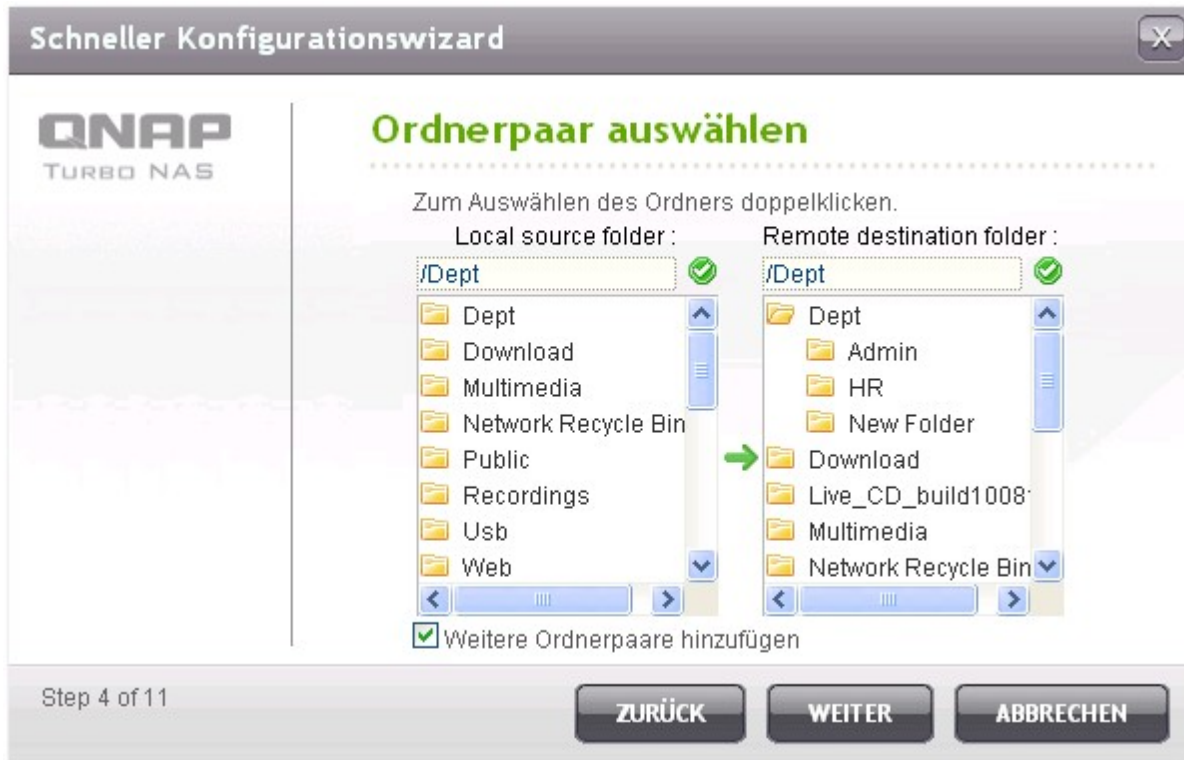 Schneller Konfigurationswizard
X
QNAP
TURBO NAS
Ordnerpaar auswählen
Zum Auswählen des Ordners doppelklicken.
Local source folder :
/Dept
Dept
Download
Multimedia
Network Recycle Bin
Public
Recordings
Usb
Web
Remote destination folder :
/Dept
Dept
Admin
HR
New Folder
Download
Live_CD_build1008
Multimedia
Network Recycle Bin
Weitere Ordnerpaare hinzufügen
Step 4 of 11
ZURÜCK
WEITER
ABBRECHEN